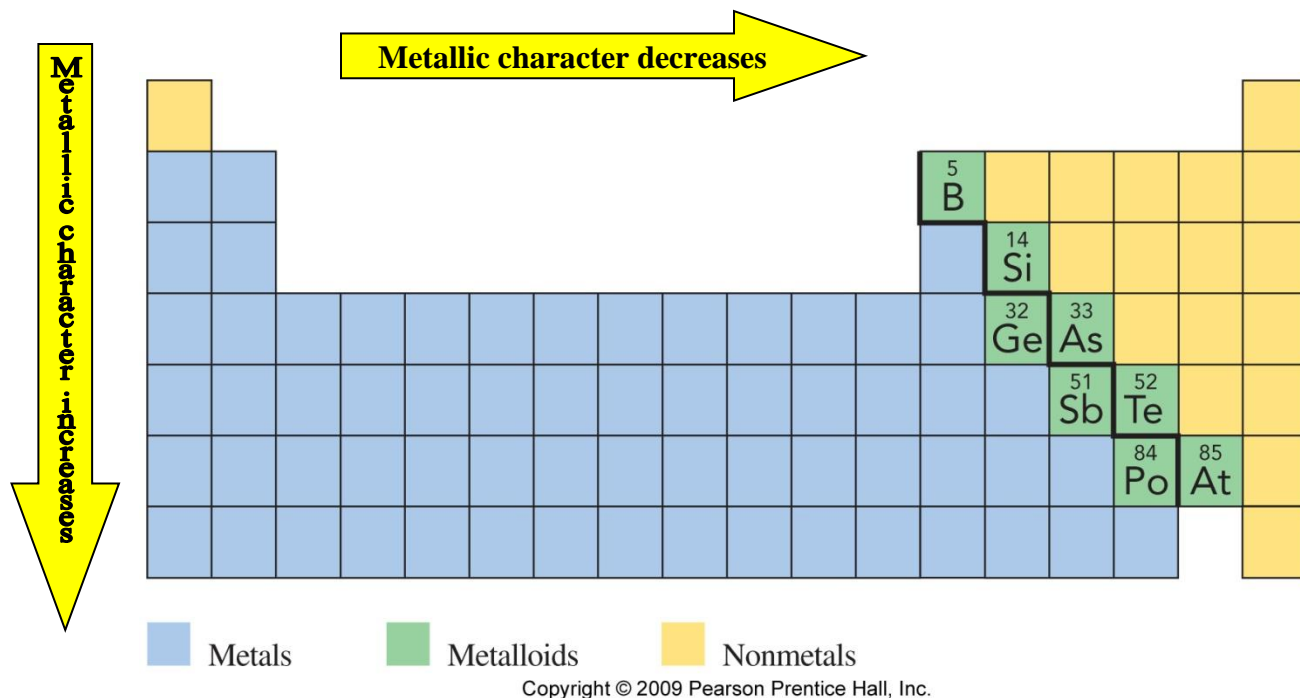 Metallic character decreases
Metallic character increases
5
B
14
Si
32
Ge
33
As
51
Sb
52
Te
84
Po
85
At
Metals
Metalloids
Nonmetals
Copyright © 2009 Pearson Prentice Hall, Inc.